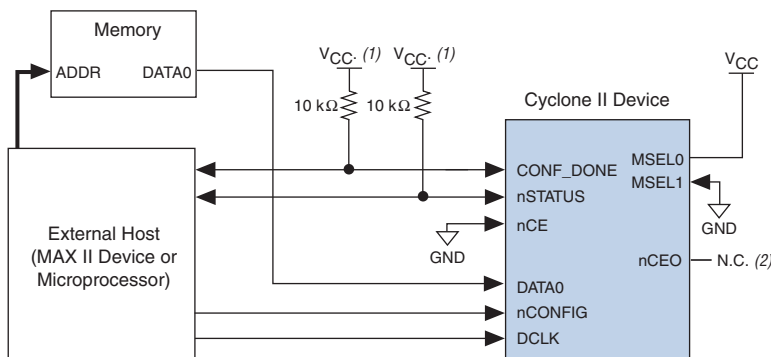 Memory
ADDR
DATA0
VCC. (1)
VCC. (1)
10 kΩ
10 kΩ
VCC
Cyclone II Device
MSEL0
CONF_DONE
MSEL1
nSTATUS
nCE
GND
GND
External Host
(MAX II Device or
Microprocessor)
nCEO
N.C. (2)
DATA0
nCONFIG
DCLK